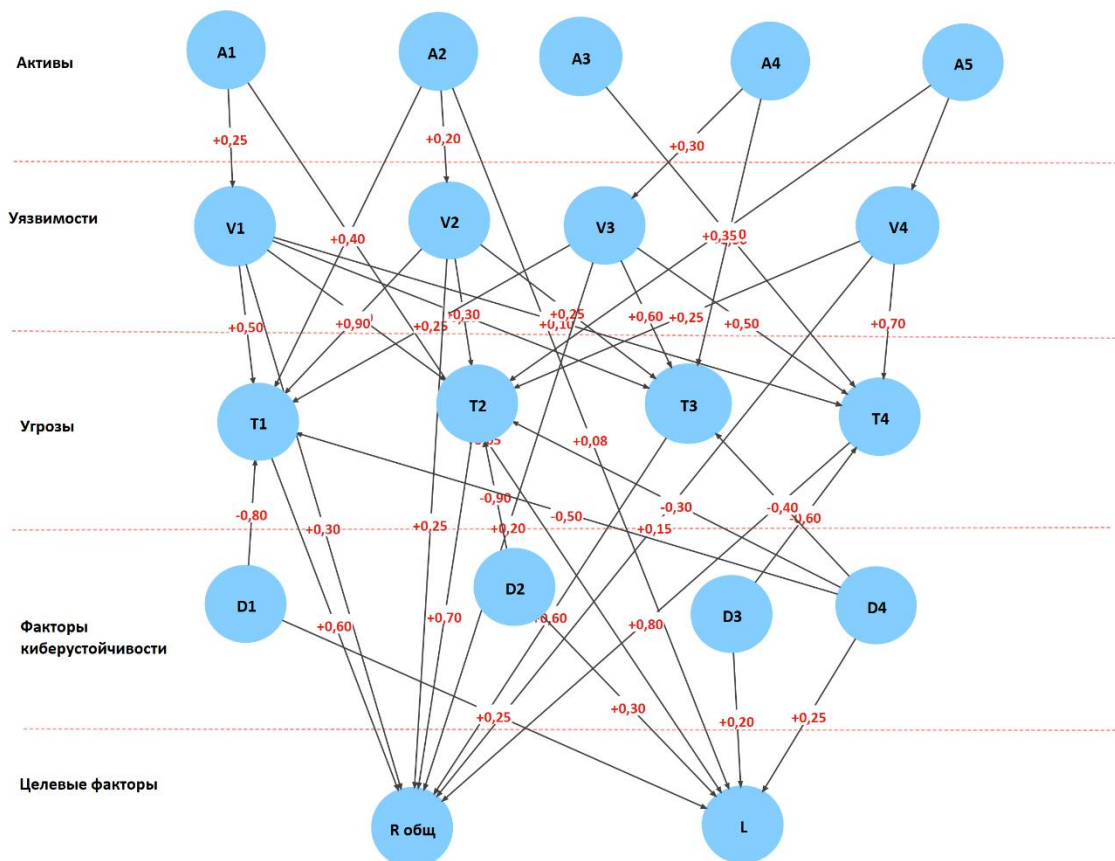 A1
A2
A3
A4
A5
Активы
+0,25
+0,20
+0,30
Уязвимости
V1
V2
V3
V4
+0,40
+0,35
+0,50
+0,90
+0,25
+0,25
+0,10
+0,60
+0,25
+0,50
+0,70
Угрозы
T1
T2
T3
T4
+0,08
-0,90
-0,30
-0,40
-0,60
-0,80
-0,50
+0,30
+0,25
+0,20
+0,15
D1
D2
D3
D4
Факторы
киберустойчивости
+0,60
+0,70
+0,80
+0,25
+0,30
+0,20
+0,25
Целевые факторы
R общ
L